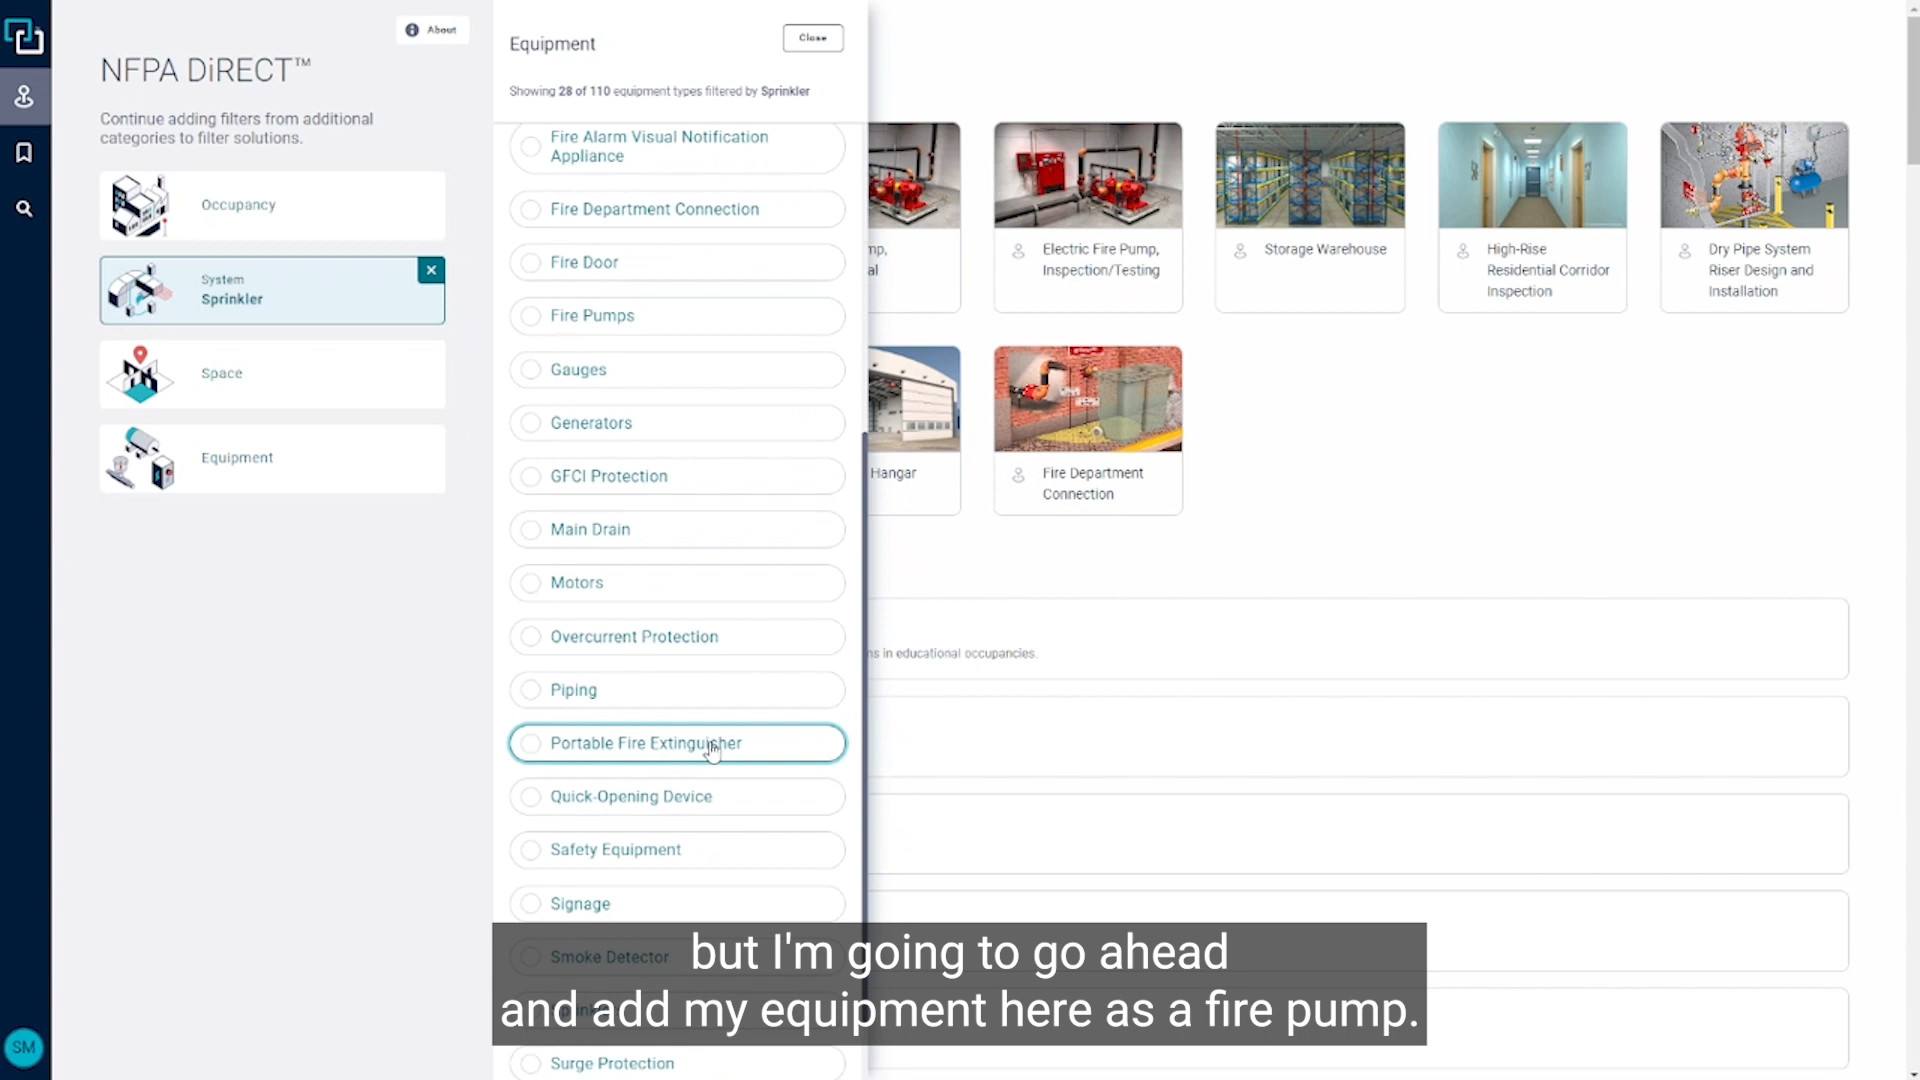 About
NFPA DiRECT™
Continue adding filters from additional
categories to filter solutions.
Occupancy
System
Sprinkler
Space
Equipment
SM
Equipment
Close
Showing 28 of 110 equipment types filtered by Sprinkler
Fire Alarm Visual Notification
Appliance
Fire Department Connection
Fire Door
Fire Pumps
Gauges
Generators
GFCI Protection
Main Drain
Motors
Overcurrent Protection
Piping
Portable Fire Extinguisher
Quick-Opening Device
Safety Equipment
Signage
Smoke Detector
Surge Protection
Electric Fire Pump,
Inspection/Testing
Storage Warehouse
High-Rise
Residential Corridor
Inspection
Dry Pipe System
Riser Design and
Installation
Hangar
Fire Department
Connection
in educational occupancies.
but I'm going to go ahead
and add my equipment here as a fire pump.